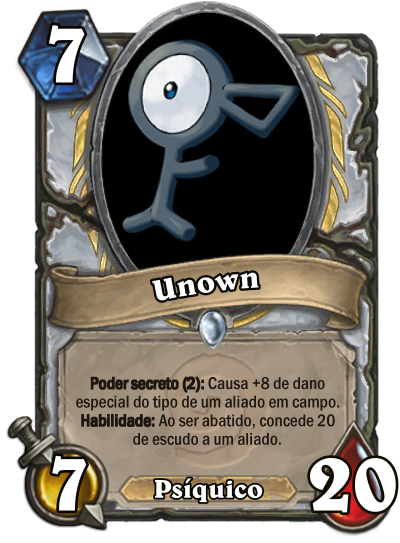 7
Unown
Poder secreto (2): Causa +8 de dano
especial do tipo de um aliado em campo.
Habilidade: Ao ser abatido, concede 20
de escudo a um aliado.
7
Psíquico
20